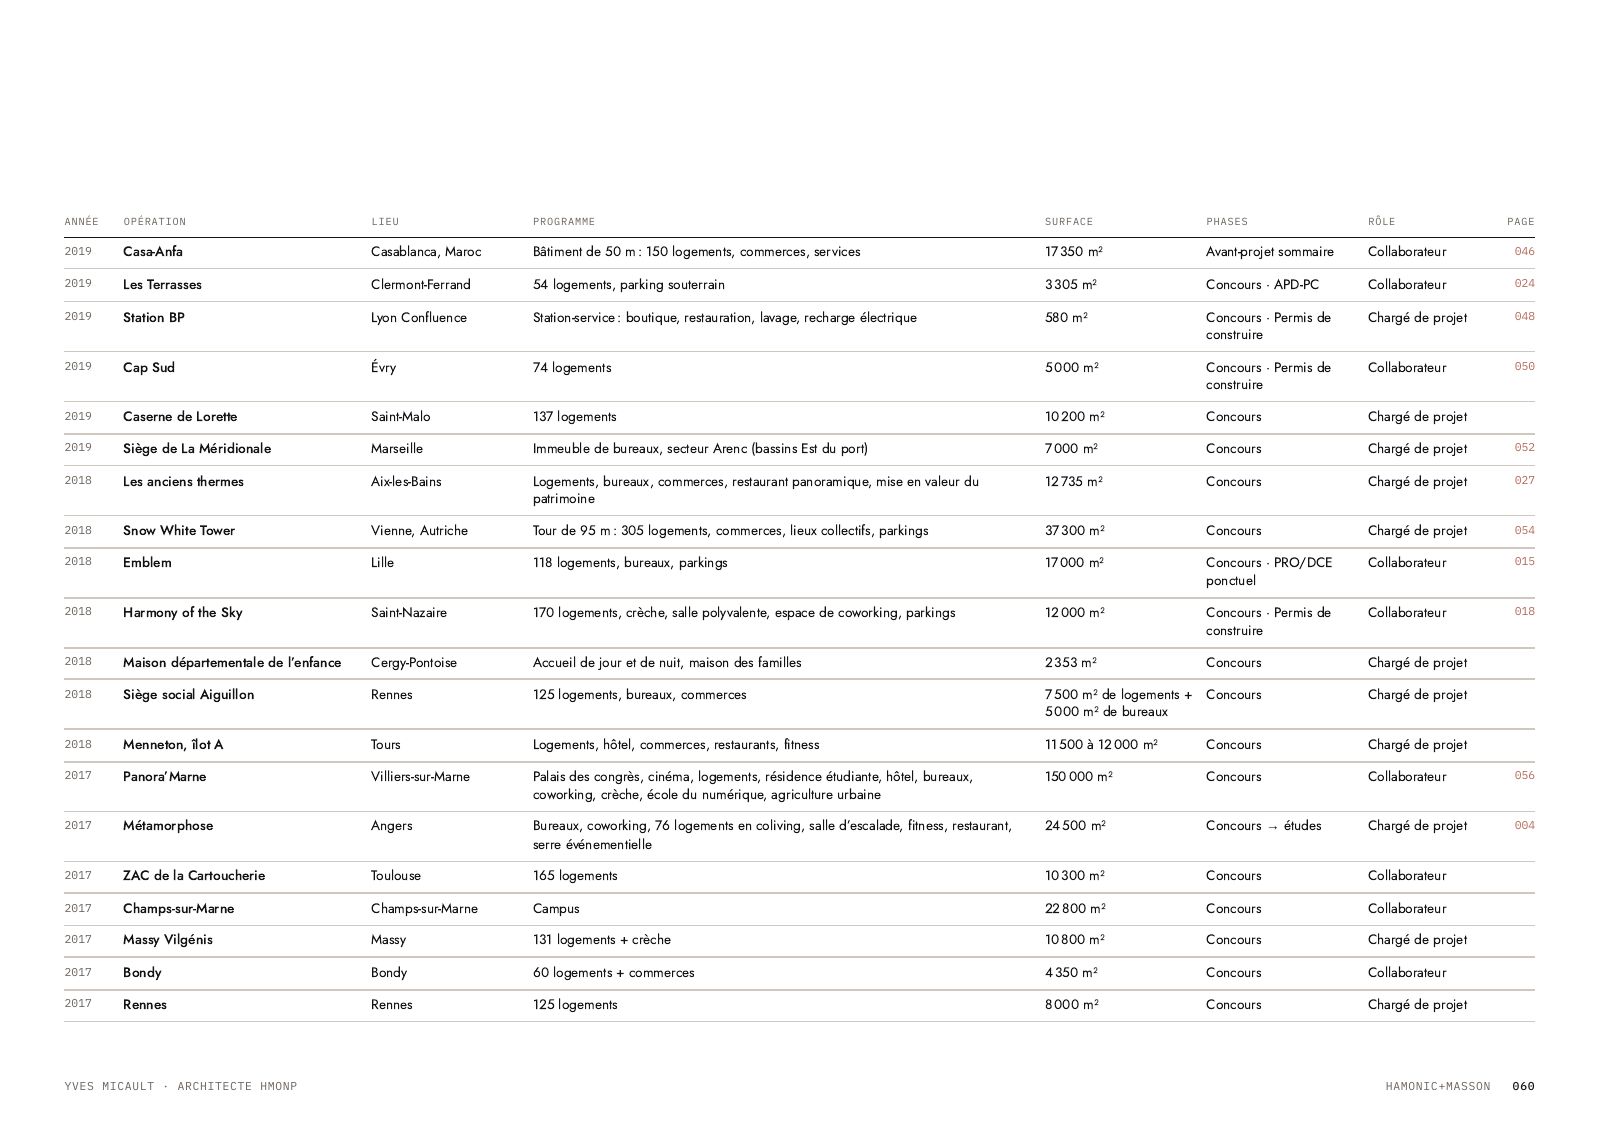 ANNÉE OPÉRATION LIEU PROGRAMME SURFACE PHASES RÔLE PAGE
2019 Casa-Anfa Casablanca, Maroc Bâtiment de 50 m : 150 logements, commerces, services 17 350 m² Avant-projet sommaire Collaborateur 046
2019 Les Terrasses Clermont-Ferrand 54 logements, parking souterrain 3 305 m² Concours · APD-PC Collaborateur 024
2019 Station BP Lyon Confluence Station-service : boutique, restauration, lavage, recharge électrique 580 m² Concours · Permis de Chargé de projet 048
construire
2019 Cap Sud Évry 74 logements 5 000 m² Concours · Permis de Collaborateur 050
construire
2019 Caserne de Lorette Saint-Malo 137 logements 10 200 m² Concours Chargé de projet
2019 Siège de La Méridionale Marseille Immeuble de bureaux, secteur Arenc (bassins Est du port) 7 000 m² Concours Chargé de projet 052
2018 Les anciens thermes Aix-les-Bains Logements, bureaux, commerces, restaurant panoramique, mise en valeur du 12 735 m² Concours Chargé de projet 027
patrimoine
2018 Snow White Tower Vienne, Autriche Tour de 95 m : 305 logements, commerces, lieux collectifs, parkings 37 300 m² Concours Chargé de projet 054
2018 Emblem Lille 118 logements, bureaux, parkings 17 000 m² Concours · PRO/DCE Collaborateur 015
ponctuel
2018 Harmony of the Sky Saint-Nazaire 170 logements, crèche, salle polyvalente, espace de coworking, parkings 12 000 m² Concours · Permis de Collaborateur 018
construire
2018 Maison départementale de l’enfance Cergy-Pontoise Accueil de jour et de nuit, maison des familles 2 353 m² Concours Chargé de projet
2018 Siège social Aiguillon Rennes 125 logements, bureaux, commerces 7 500 m² de logements + Concours Chargé de projet
5 000 m² de bureaux
2018 Menneton, îlot A Tours Logements, hôtel, commerces, restaurants, fitness 11 500 à 12 000 m² Concours Chargé de projet
2017 Panora’Marne Villiers-sur-Marne Palais des congrès, cinéma, logements, résidence étudiante, hôtel, bureaux, 150 000 m² Concours Collaborateur 056
coworking, crèche, école du numérique, agriculture urbaine
2017 Métamorphose Angers Bureaux, coworking, 76 logements en coliving, salle d’escalade, fitness, restaurant, 24 500 m² Concours → études Chargé de projet 004
serre événementielle
2017 ZAC de la Cartoucherie Toulouse 165 logements 10 300 m² Concours Collaborateur
2017 Champs-sur-Marne Champs-sur-Marne Campus 22 800 m² Concours Collaborateur
2017 Massy Vilgénis Massy 131 logements + crèche 10 800 m² Concours Chargé de projet
2017 Bondy Bondy 60 logements + commerces 4 350 m² Concours Collaborateur
2017 Rennes Rennes 125 logements 8 000 m² Concours Chargé de projet
YVES MICAULT · ARCHITECTE HMONP HAMONIC+MASSON 060